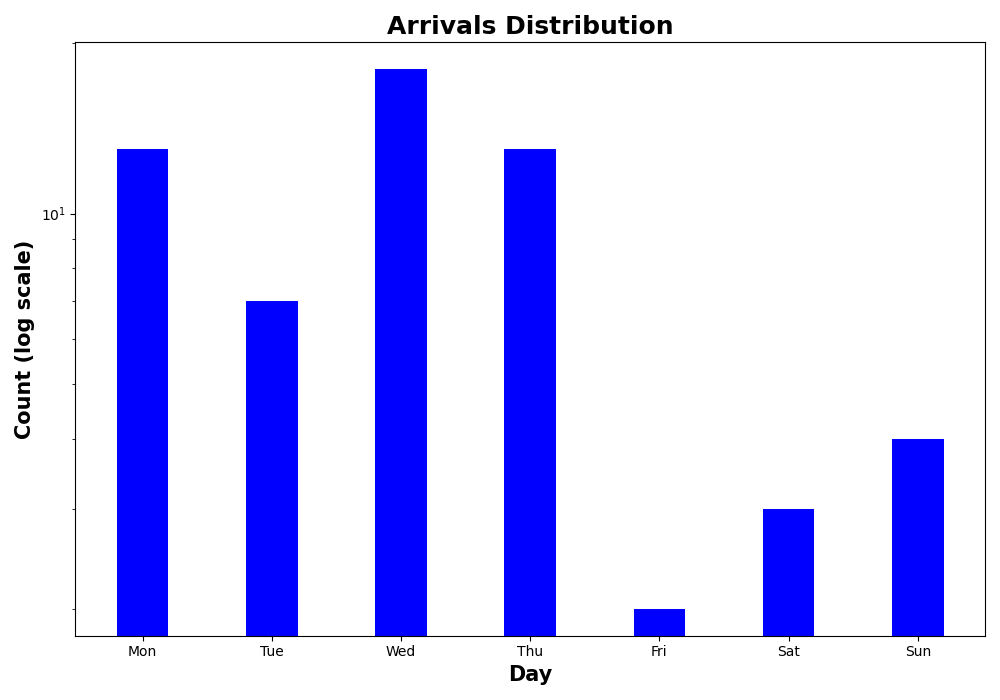 Arrivals Distribution
10¹
Count (log scale)
Mon Tue Wed Thu Fri Sat Sun
Day